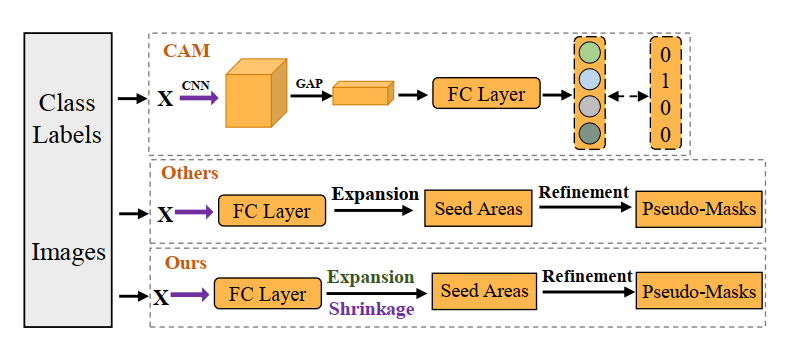 Class
Labels
Images
CAM
X
CNN
GAP
FC Layer
0
1
0
0
Others
X
FC Layer
Expansion
Seed Areas
Refinement
Pseudo-Masks
Ours
X
FC Layer
Expansion
Shrinkage
Seed Areas
Refinement
Pseudo-Masks